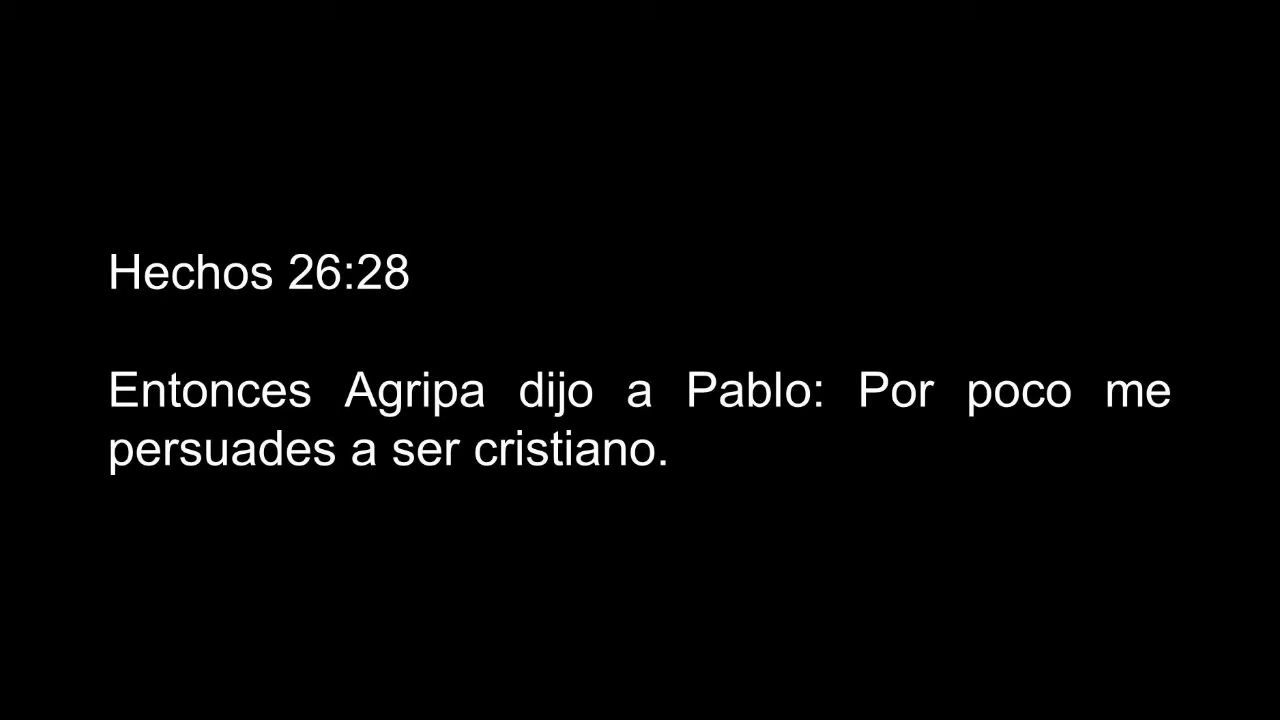 Hechos 26:28
Entonces Agripa dijo a Pablo: Por poco me
persuades a ser cristiano.